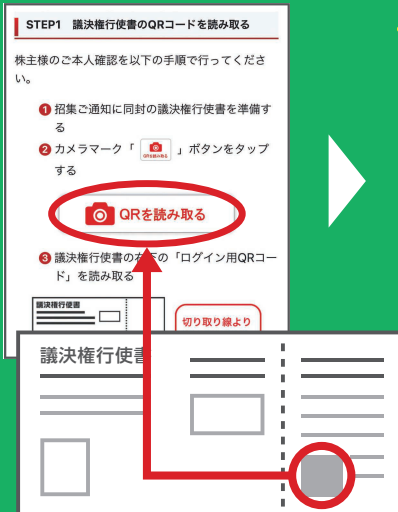 STEP1 議決権行使書のQRコードを読み取る
株主様のご本人確認を以下の手順で行ってくださ
い。
1 招集ご通知に同封の議決権行使書を準備す
る
2 カメラマーク「 QRを読み取る 」ボタンをタップ
する
QRを読み取る
3 議決権行使書の右下の「ログイン用QRコー
ド」を読み取る
議決権行使書
切り取り線より
議決権行使書